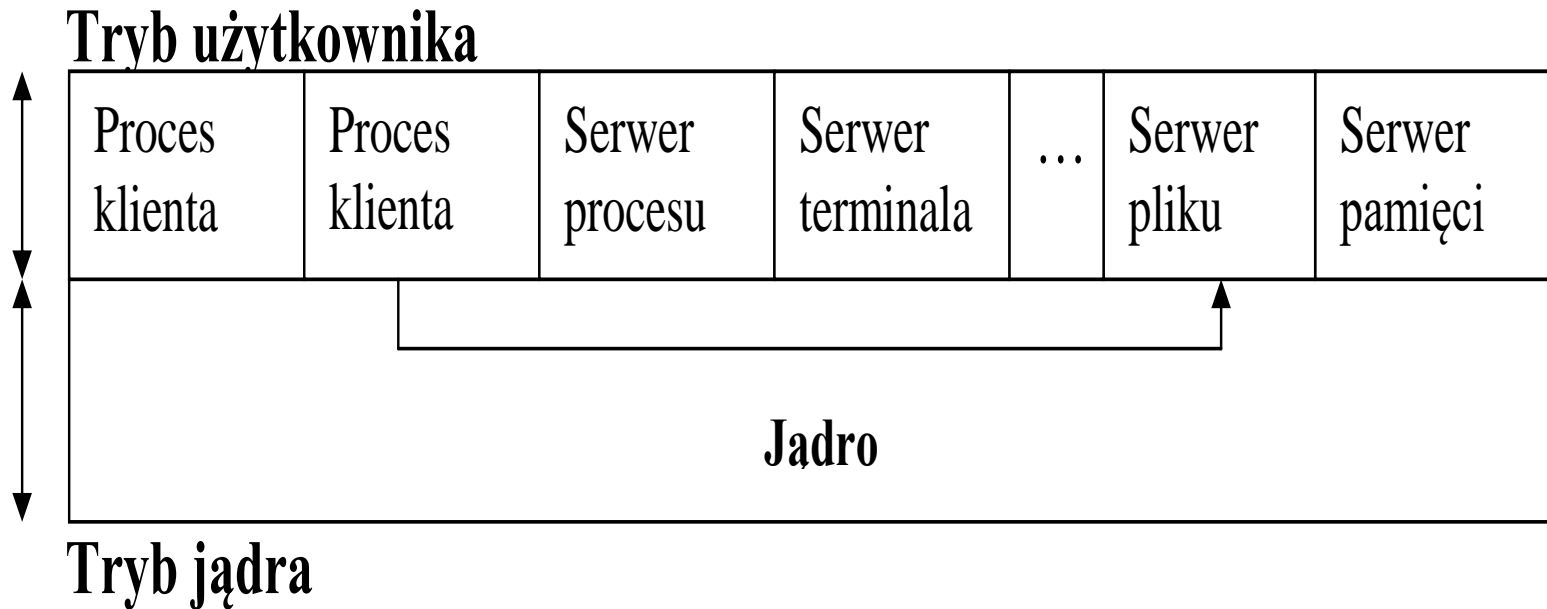 Tryb użytkownika
Proces
klienta
Proces
klienta
Serwer
procesu
Serwer
terminala
...
Serwer
pliku
Serwer
pamięci
Jądro
Tryb jądra